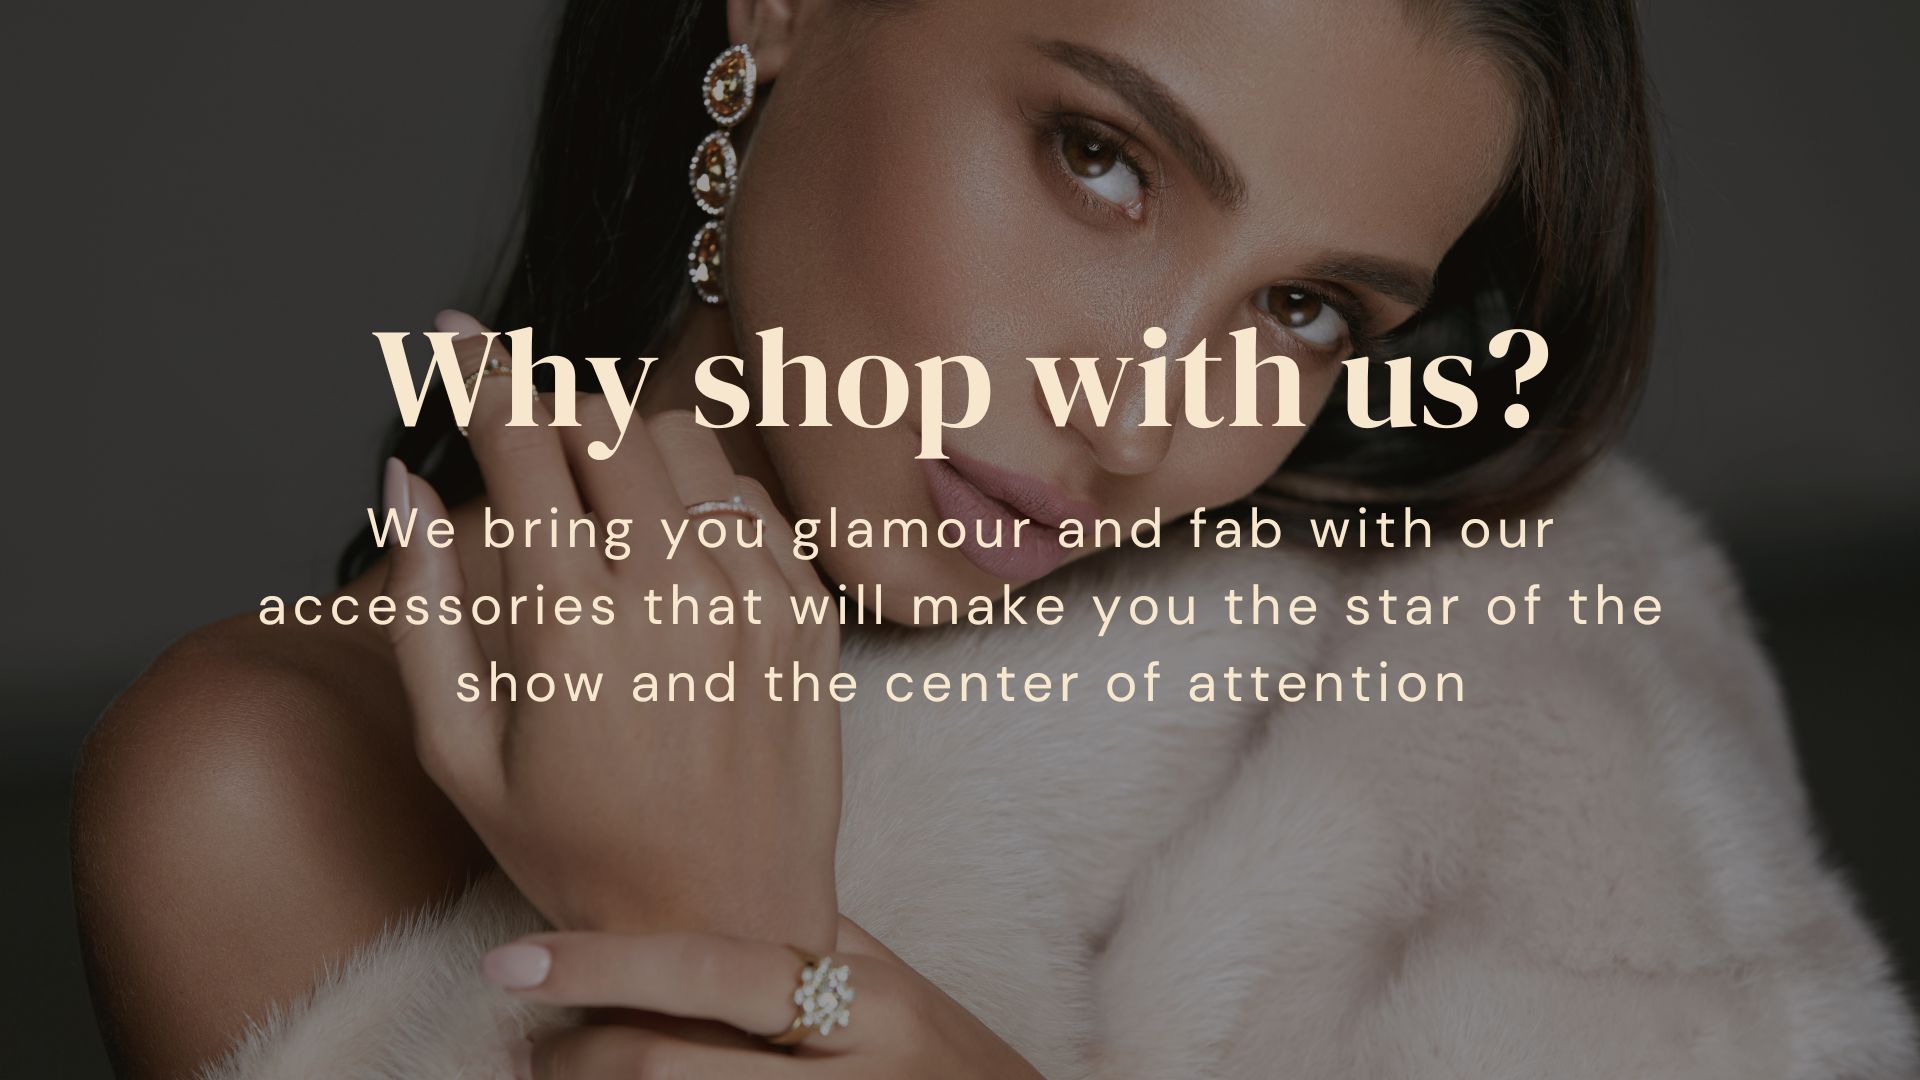 Why shop with us?
We bring you glamour and fab with our
accessories that will make you the star of the
show and the center of attention